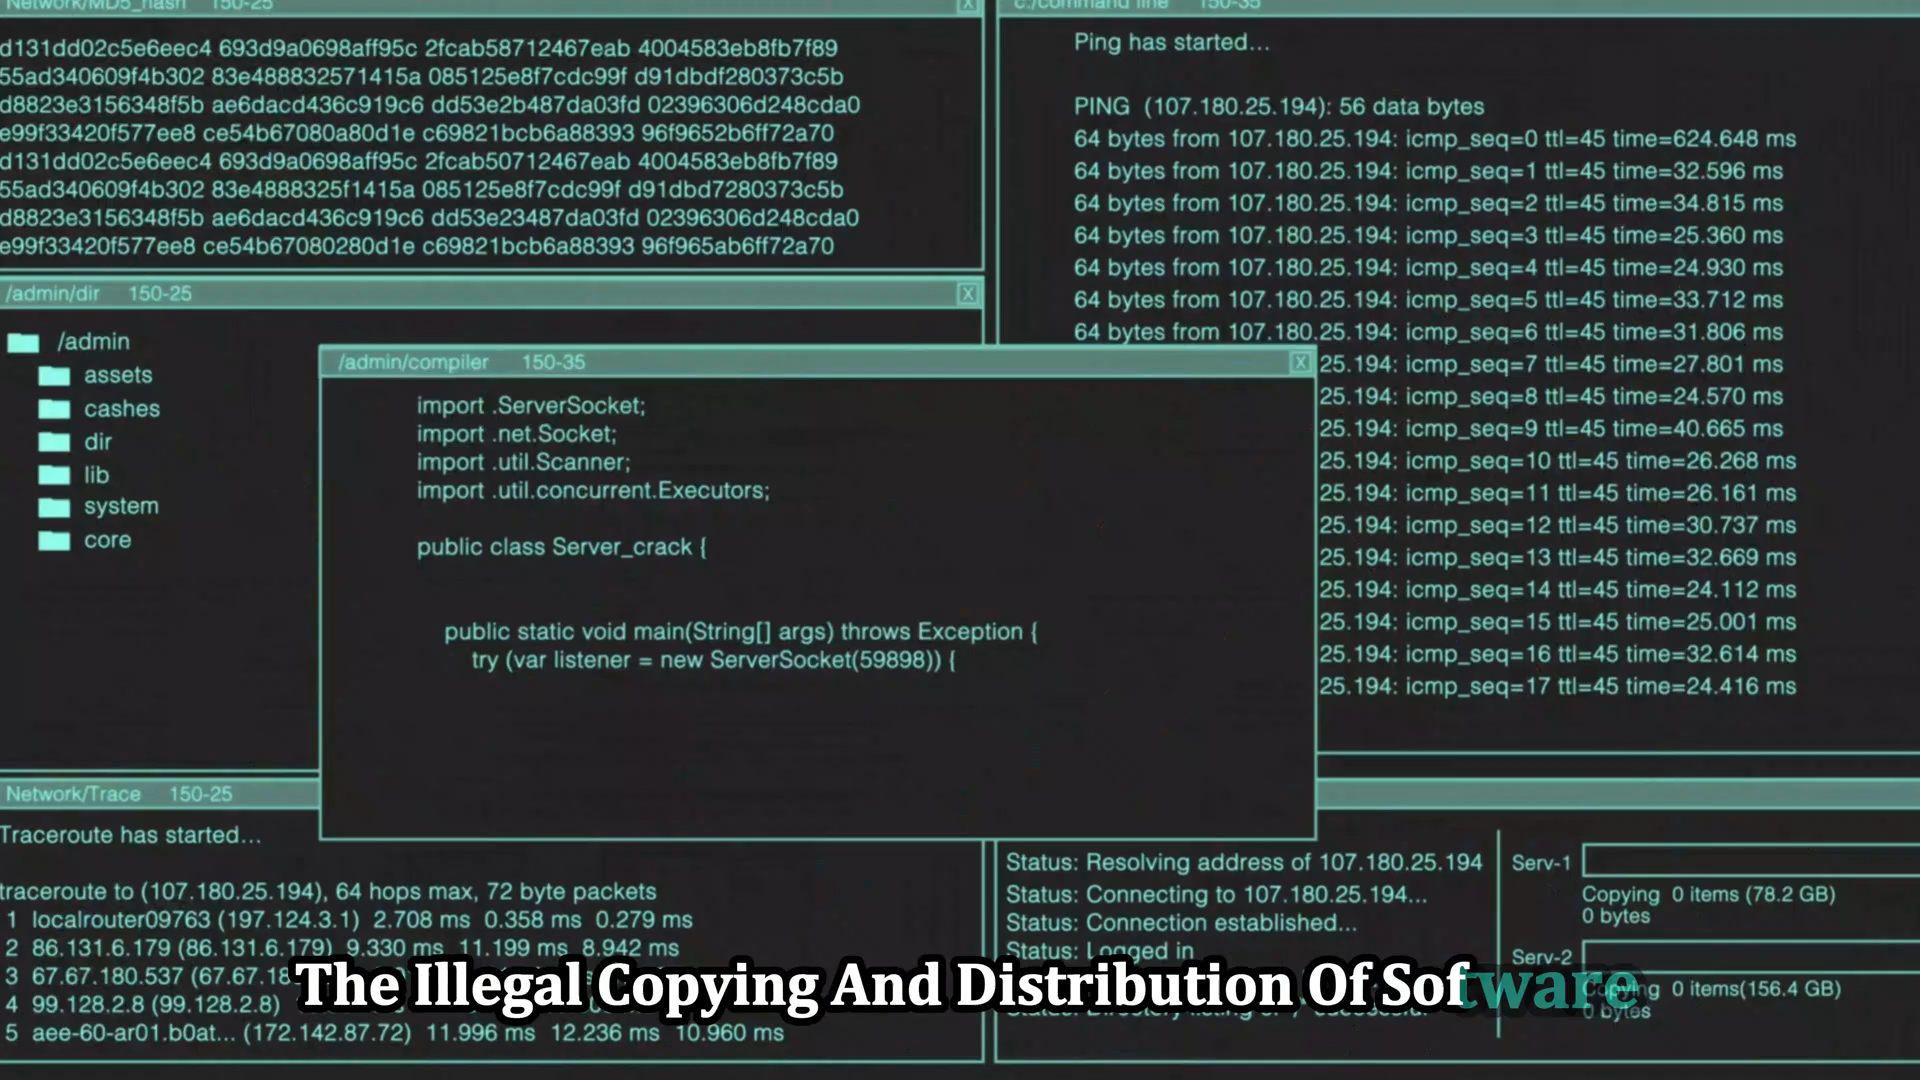 Network/MD5_hash 150-25 X
d131dd02c5e6eec4 693d9a0698aff95c 2fcab58712467eab 4004583eb8fb7f89
55ad340609f4b302 83e488832571415a 085125e8f7cdc99f d91dbdf280373c5b
d8823e3156348f5b ae6dacd436c919c6 dd53e2b487da03fd 02396306d248cda0
e99f33420f577ee8 ce54b67080a80d1e c69821bcb6a88393 96f9652b6ff72a70
d131dd02c5e6eec4 693d9a0698aff95c 2fcab50712467eab 4004583eb8fb7f89
55ad340609f4b302 83e4888325f1415a 085125e8f7cdc99f d91dbd7280373c5b
d8823e3156348f5b ae6dacd436c919c6 dd53e23487da03fd 02396306d248cda0
e99f33420f577ee8 ce54b67080280d1e c69821bcb6a88393 96f965ab6ff72a70
/admin/dir 150-25 X
/admin
assets
cashes
dir
lib
system
core
/admin/compiler 150-35 X
import .ServerSocket;
import .net.Socket;
import .util.Scanner;
import .util.concurrent.Executors;
public class Server_crack {
public static void main(String[] args) throws Exception {
try (var listener = new ServerSocket(59898)) {
c:/command line 150-35
Ping has started...
PING (107.180.25.194): 56 data bytes
64 bytes from 107.180.25.194: icmp_seq=0 ttl=45 time=624.648 ms
64 bytes from 107.180.25.194: icmp_seq=1 ttl=45 time=32.596 ms
64 bytes from 107.180.25.194: icmp_seq=2 ttl=45 time=34.815 ms
64 bytes from 107.180.25.194: icmp_seq=3 ttl=45 time=25.360 ms
64 bytes from 107.180.25.194: icmp_seq=4 ttl=45 time=24.930 ms
64 bytes from 107.180.25.194: icmp_seq=5 ttl=45 time=33.712 ms
64 bytes from 107.180.25.194: icmp_seq=6 ttl=45 time=31.806 ms
25.194: icmp_seq=7 ttl=45 time=27.801 ms
25.194: icmp_seq=8 ttl=45 time=24.570 ms
25.194: icmp_seq=9 ttl=45 time=40.665 ms
25.194: icmp_seq=10 ttl=45 time=26.268 ms
25.194: icmp_seq=11 ttl=45 time=26.161 ms
25.194: icmp_seq=12 ttl=45 time=30.737 ms
25.194: icmp_seq=13 ttl=45 time=32.669 ms
25.194: icmp_seq=14 ttl=45 time=24.112 ms
25.194: icmp_seq=15 ttl=45 time=25.001 ms
25.194: icmp_seq=16 ttl=45 time=32.614 ms
25.194: icmp_seq=17 ttl=45 time=24.416 ms
Network/Trace 150-25
Traceroute has started...
traceroute to (107.180.25.194), 64 hops max, 72 byte packets
1 localrouter09763 (197.124.3.1) 2.708 ms 0.358 ms 0.279 ms
2 86.131.6.179 (86.131.6.179) 9.330 ms 11.199 ms 8.942 ms
3 67.67.180.537
4 99.128.2.8 (99.128.2.8)
5 aee-60-ar01.b0at... (172.142.87.72) 11.996 ms 12.236 ms 10.960 ms
Status: Resolving address of 107.180.25.194
Status: Connecting to 107.180.25.194...
Status: Connection established...
Status: Logged in
Serv-1
Copying 0 items (78.2 GB)
0 bytes
Serv-2
Copying 0 items(156.4 GB)
0 bytes
The Illegal Copying And Distribution Of Software